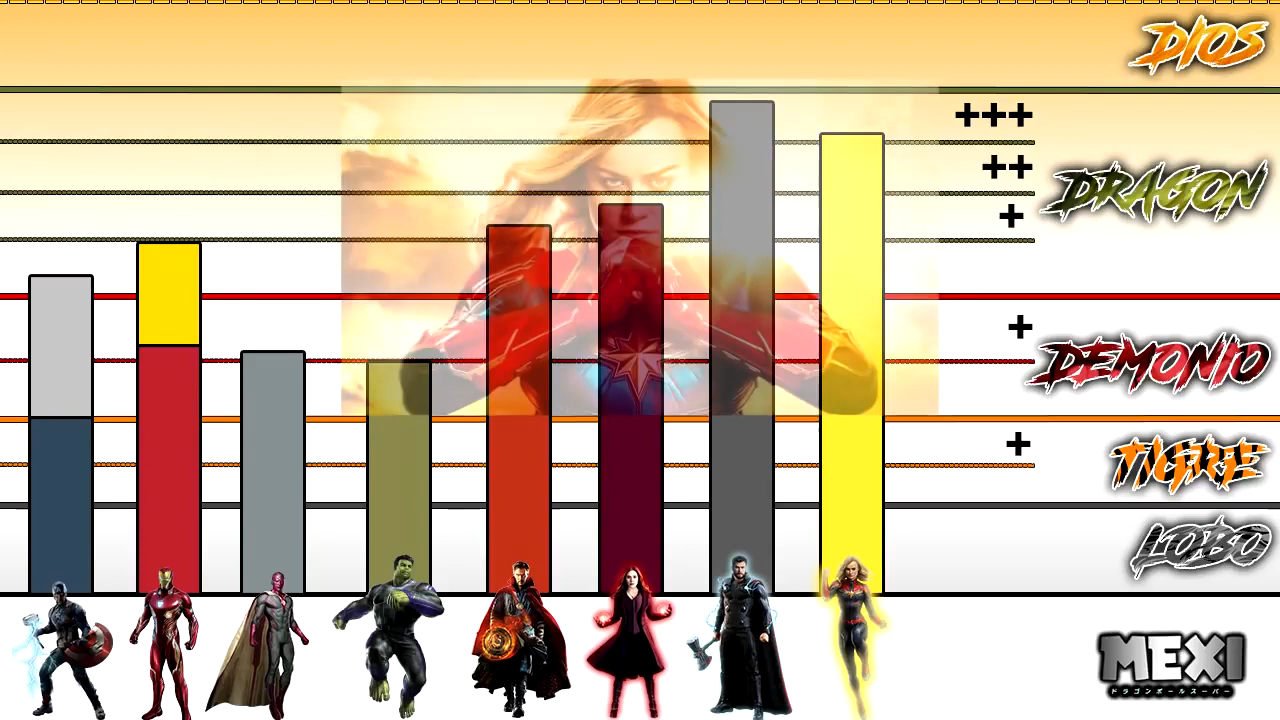 DIOS
+++
++
+
DRAGON
+
DEMONIO
+
TIGRE
LOBO
MEXI
ドラゴンボールスーパー